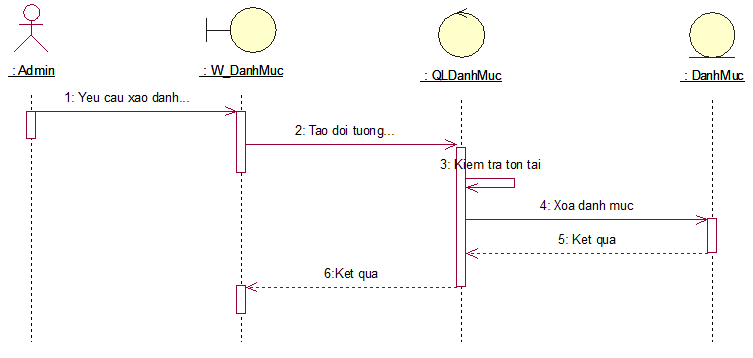 : Admin
: W_DanhMuc
: QLDanhMuc
: DanhMuc
1: Yeu cau xao danh...
2: Tao doi tuong...
3: Kiem tra ton tai
4: Xoa danh muc
5: Ket qua
6:Ket qua